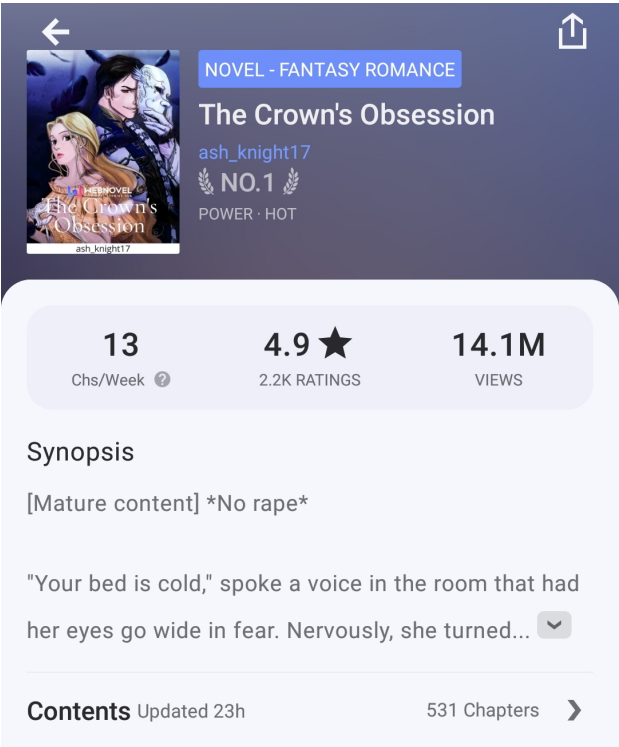 NOVEL - FANTASY ROMANCE
The Crown's Obsession
ash_knight17
NO.1
POWER · HOT
WEBNOVEL
The Crown's
Obsession
ash_knight17
13
Chs/Week ?
4.9 ★
2.2K RATINGS
14.1M
VIEWS
Synopsis
[Mature content] *No rape*
"Your bed is cold," spoke a voice in the room that had
her eyes go wide in fear. Nervously, she turned...
Contents Updated 23h 531 Chapters